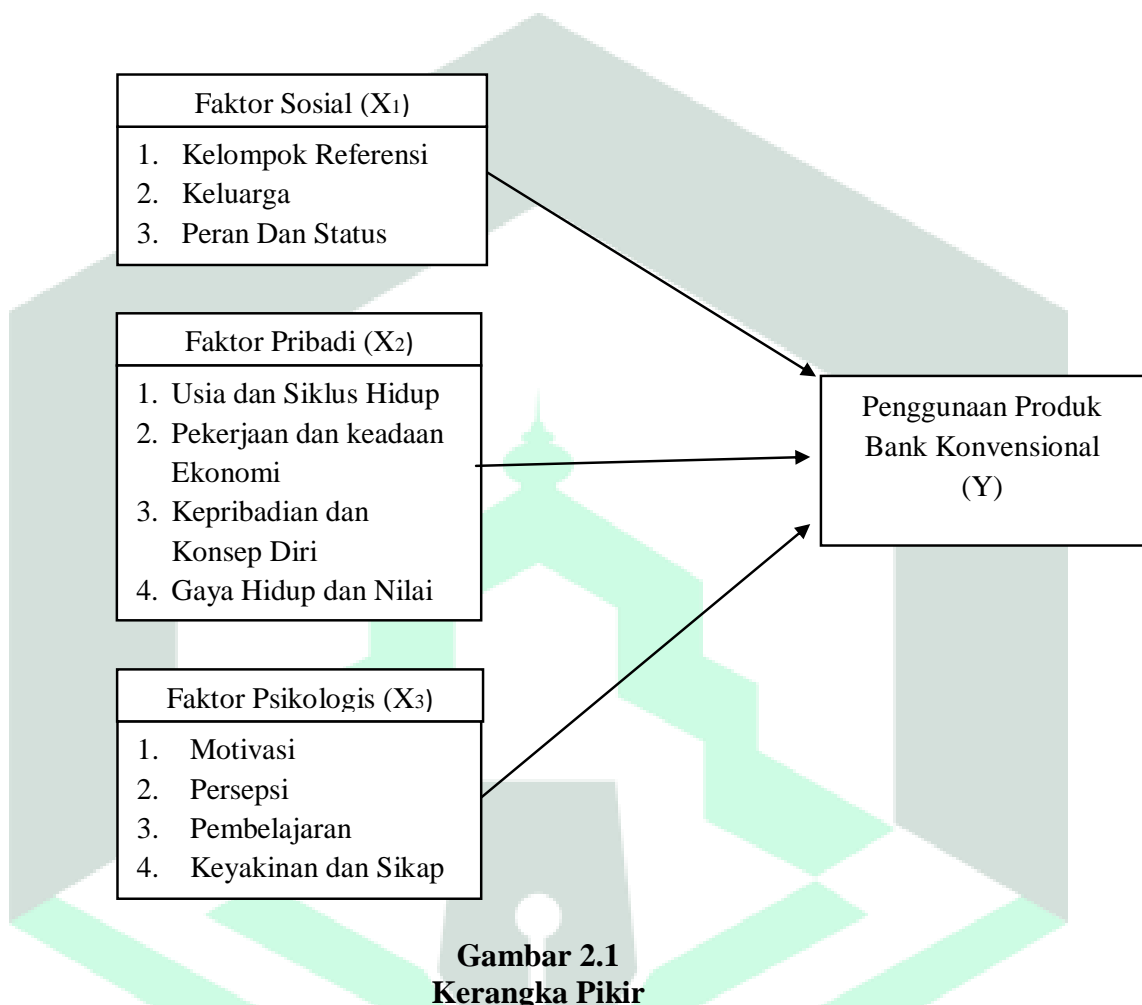 Faktor Sosial (X1)
1. Kelompok Referensi
2. Keluarga
3. Peran Dan Status
Faktor Pribadi (X2)
1. Usia dan Siklus Hidup
2. Pekerjaan dan keadaan
Ekonomi
3. Kepribadian dan
Konsep Diri
4. Gaya Hidup dan Nilai
Faktor Psikologis (X3)
1. Motivasi
2. Persepsi
3. Pembelajaran
4. Keyakinan dan Sikap
Penggunaan Produk
Bank Konvensional
(Y)
Gambar 2.1
Kerangka Pikir